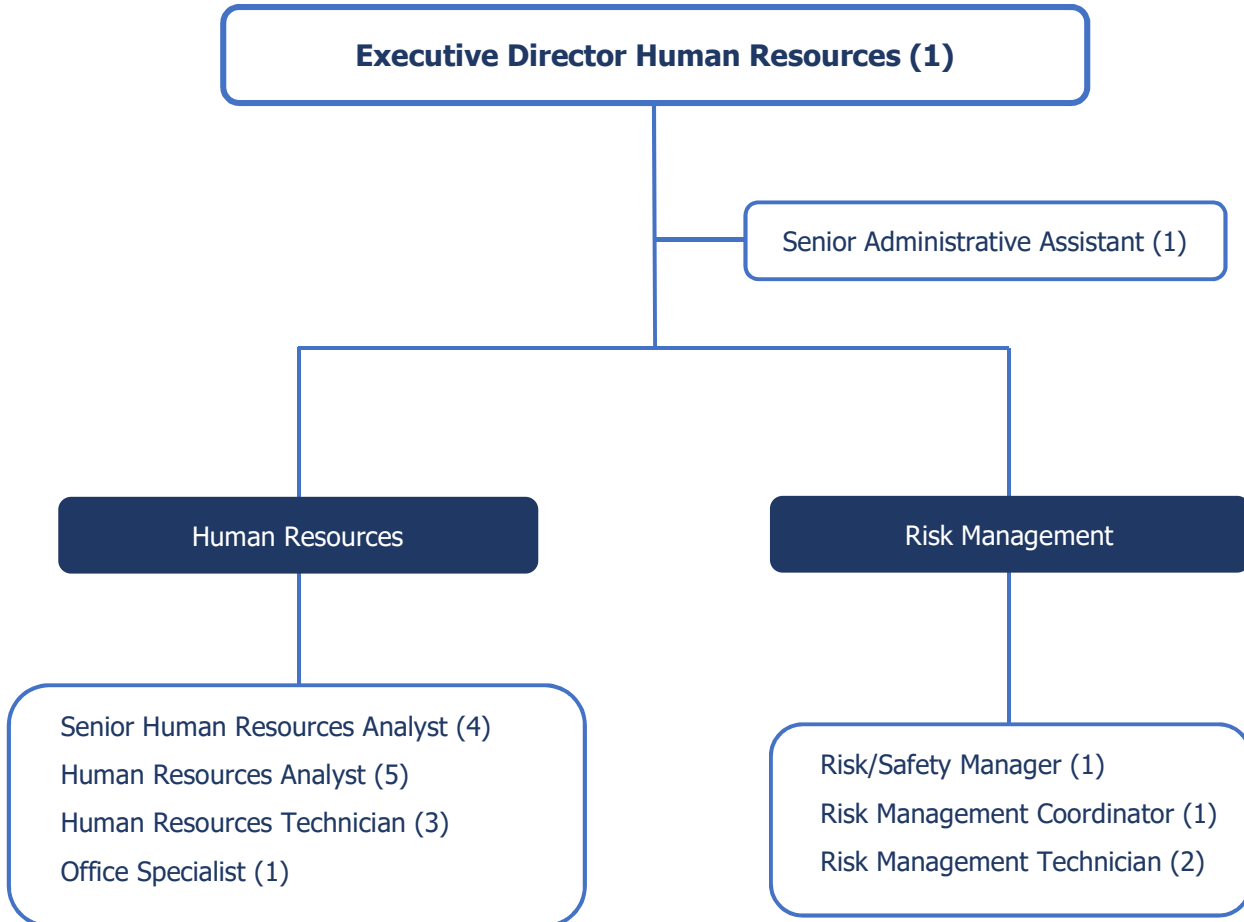 Executive Director Human Resources (1)
Senior Administrative Assistant (1)
Human Resources
Risk Management
Senior Human Resources Analyst (4)
Human Resources Analyst (5)
Human Resources Technician (3)
Office Specialist (1)
Risk/Safety Manager (1)
Risk Management Coordinator (1)
Risk Management Technician (2)